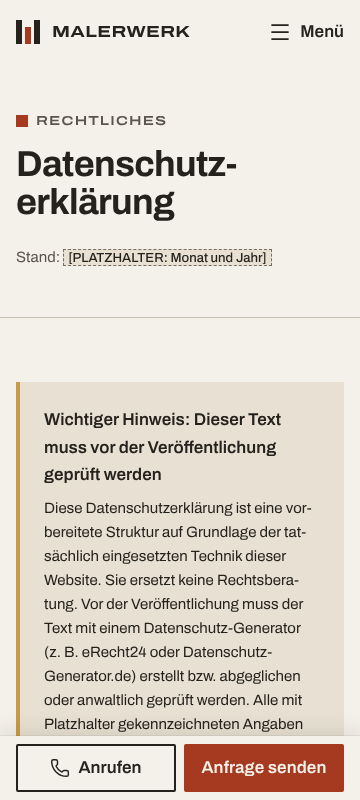 MALERWERK
Menü
RECHTLICHES
Datenschutz-
erklärung
Stand: [PLATZHALTER: Monat und Jahr]
Wichtiger Hinweis: Dieser Text
muss vor der Veröffentlichung
geprüft werden
Diese Datenschutzerklärung ist eine vor-
bereitete Struktur auf Grundlage der tat-
sächlich eingesetzten Technik dieser
Website. Sie ersetzt keine Rechtsbera-
tung. Vor der Veröffentlichung muss der
Text mit einem Datenschutz-Generator
(z. B. eRecht24 oder Datenschutz-
Generator.de) erstellt bzw. abgeglichen
oder anwaltlich geprüft werden. Alle mit
Platzhalter gekennzeichneten Angaben
Anrufen
Anfrage senden